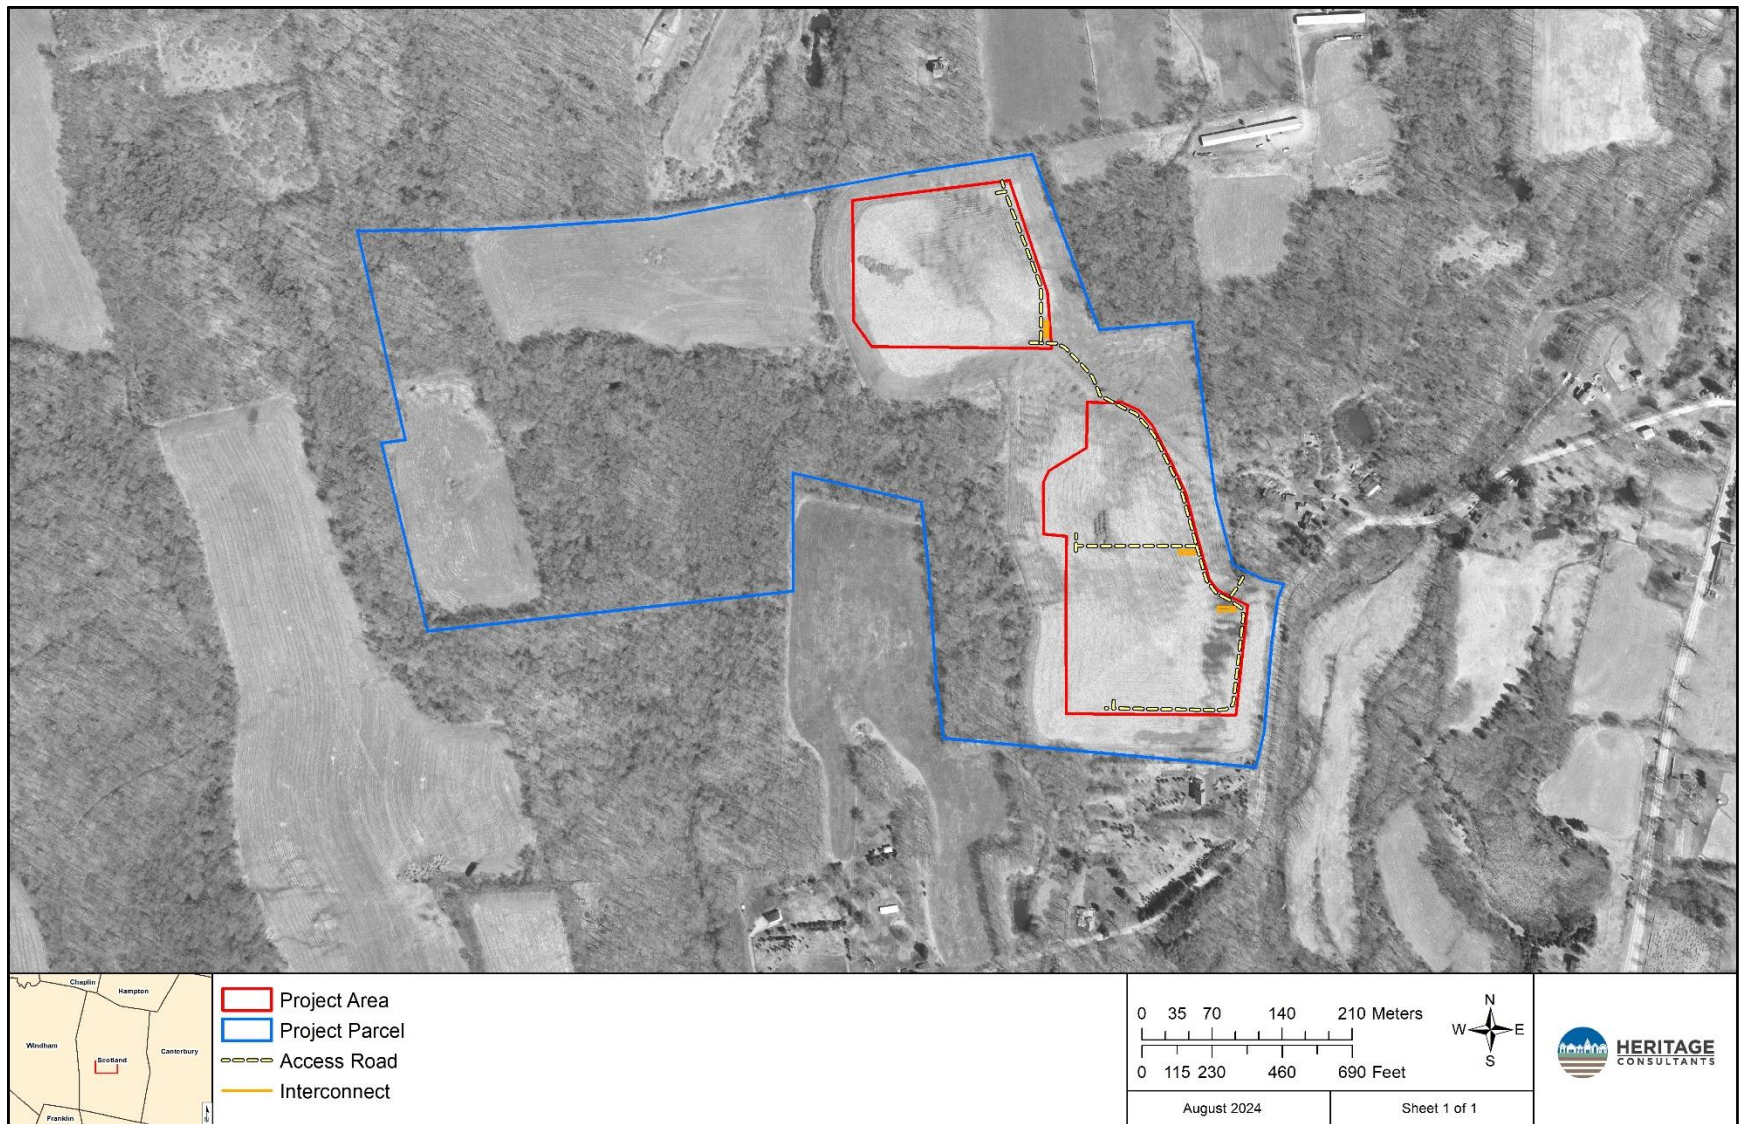 Chaplin
Hampton
Windham
Scotland
Canterbury
Franklin
N
Project Area
Project Parcel
Access Road
Interconnect
0 35 70 140 210 Meters
0 115 230 460 690 Feet
N
W E
S
August 2024
Sheet 1 of 1
HERITAGE
CONSULTANTS